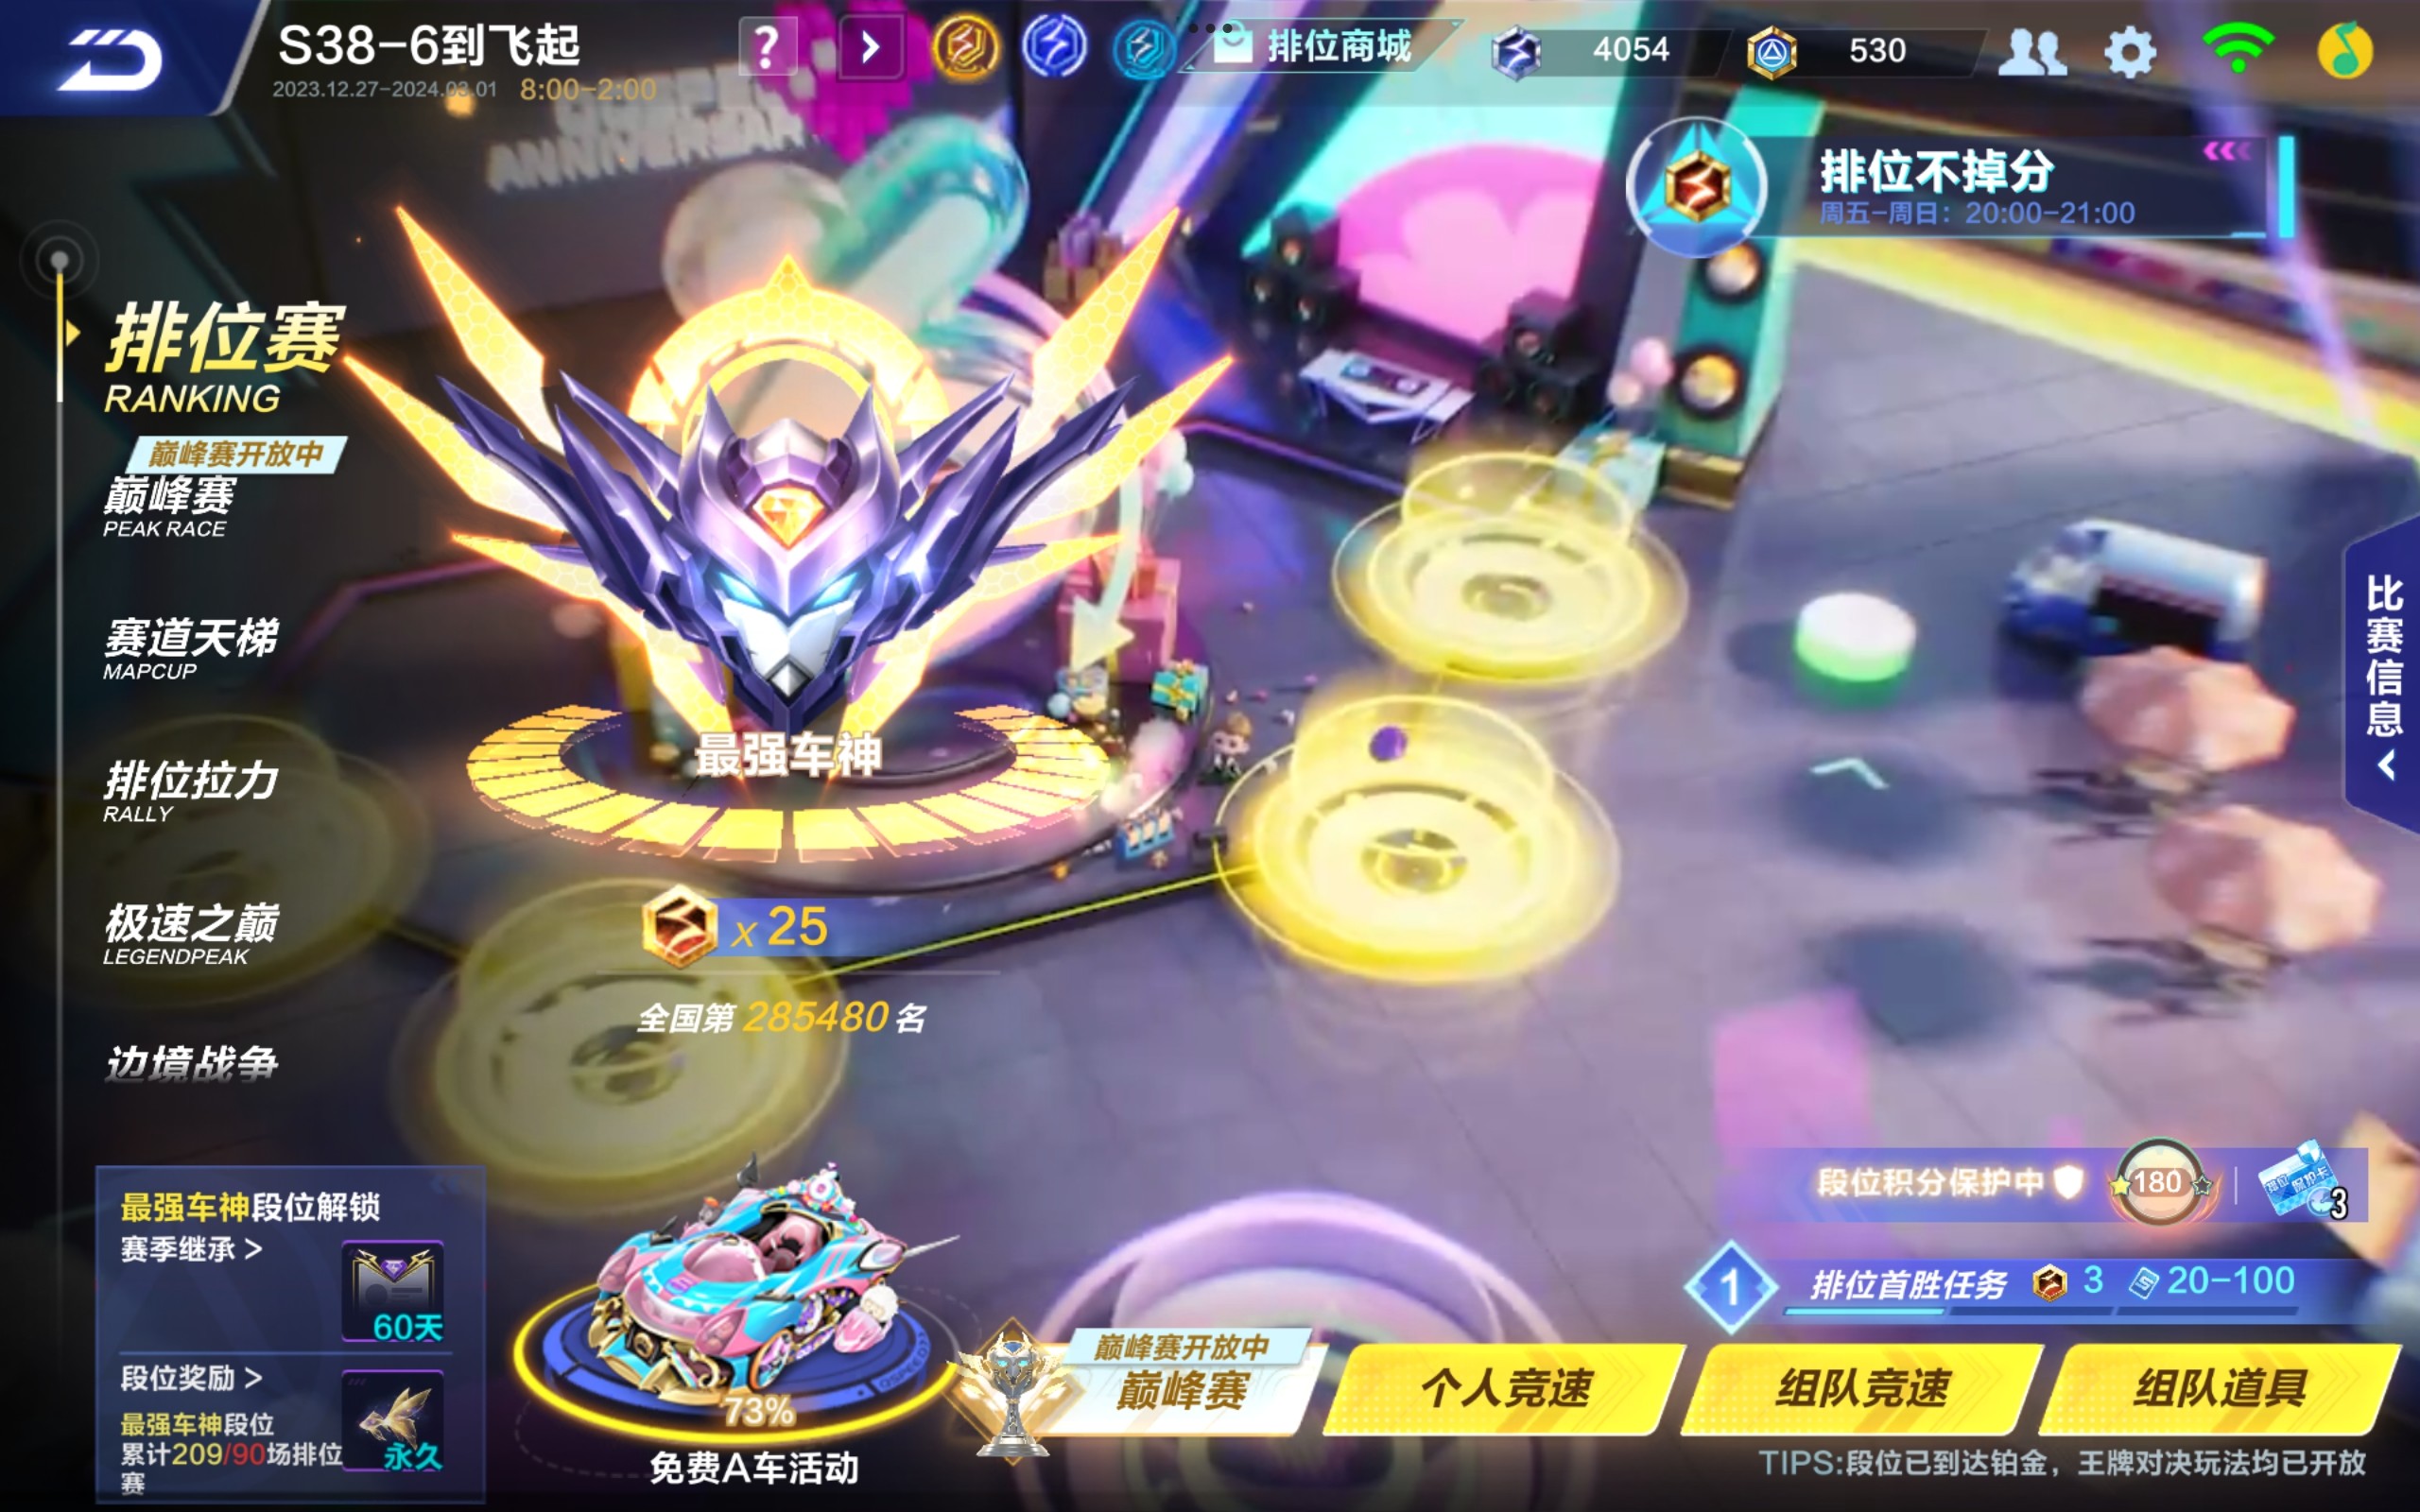 S38-6到飞起
2023.12.27-2024.03.01 8:00-2:00
?
排位商城
4054
530
ANNIVERSARY
排位不掉分
周五-周日：20:00-21:00
排位赛
RANKING
巅峰赛开放中
巅峰赛
PEAK RACE
赛道天梯
MAPCUP
排位拉力
RALLY
极速之巅
LEGENDPEAK
边境战争
最强车神
x 25
全国第 285480 名
比赛信息
最强车神段位解锁
赛季继承 >
60天
段位奖励 >
最强车神段位
累计209/90场排位
赛
永久
73%
免费A车活动
段位积分保护中
180
排位保护卡
3
1
排位首胜任务 3 20-100
巅峰赛开放中
巅峰赛
个人竞速
组队竞速
组队道具
TIPS:段位已到达铂金，王牌对决玩法均已开放